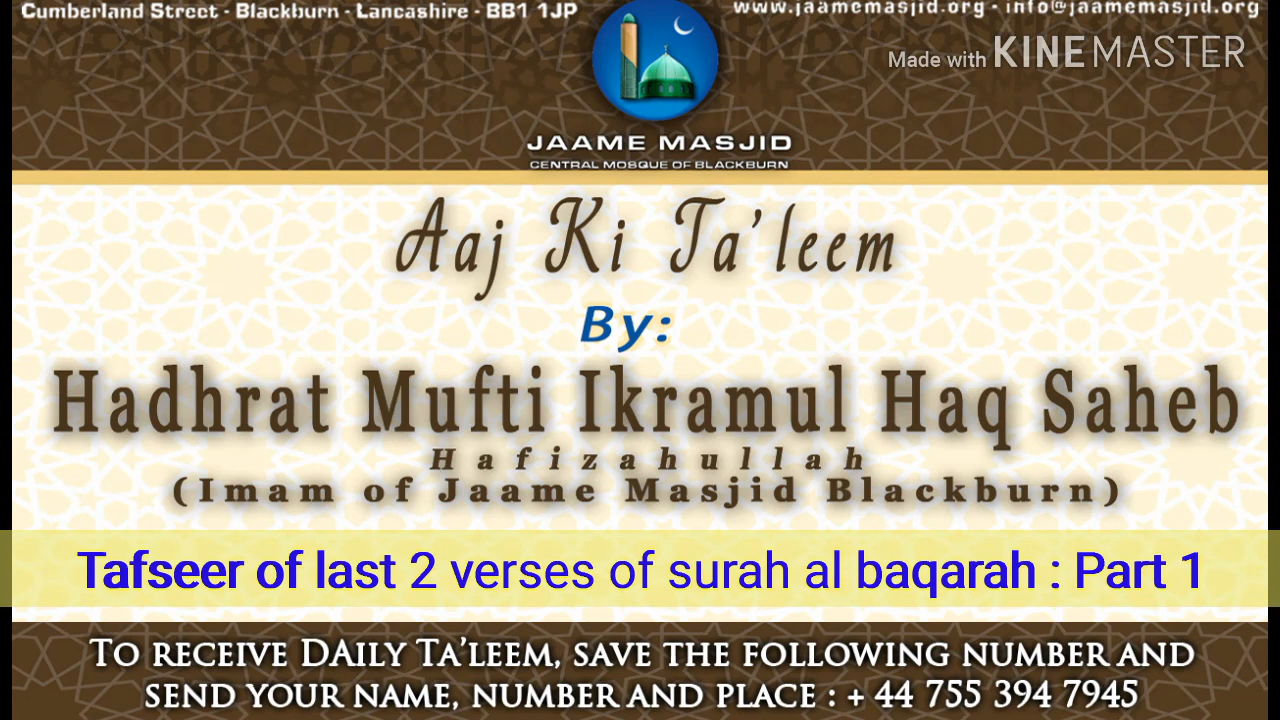 Cumberland Street - Blackburn - Lancashire - BB1 1JP
www.jaamemasjid.org - info@jaamemasjid.org
Made with KINEMASTER
JAAME MASJID
CENTRAL MOSQUE OF BLACKBURN
Aaj Ki Ta'leem
By:
Hadhrat Mufti Ikramul Haq Saheb
Hafizahullah
(Imam of Jaame Masjid Blackburn)
Tafseer of last 2 verses of surah al baqarah : Part 1
TO RECEIVE DAILY TA'LEEM, SAVE THE FOLLOWING NUMBER AND
SEND YOUR NAME, NUMBER AND PLACE : + 44 755 394 7945